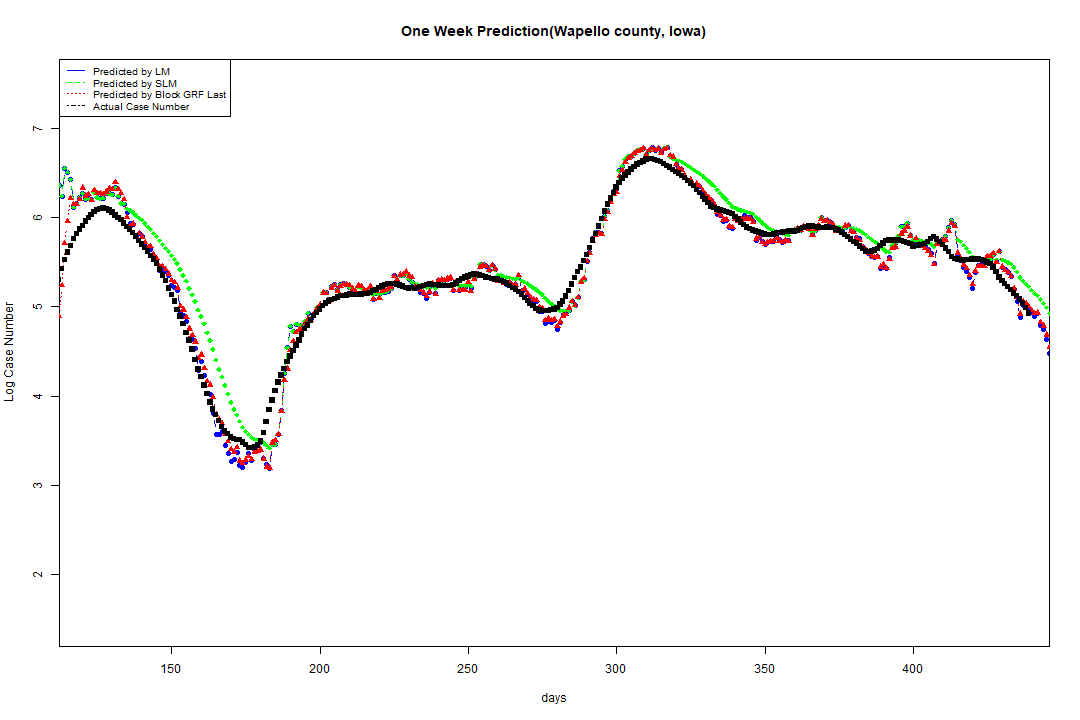 One Week Prediction(Wapello county, Iowa)
Predicted by LM
Predicted by SLM
Predicted by Block GRF Last
Actual Case Number
Log Case Number
7
6
5
4
3
2
150 200 250 300 350 400
days